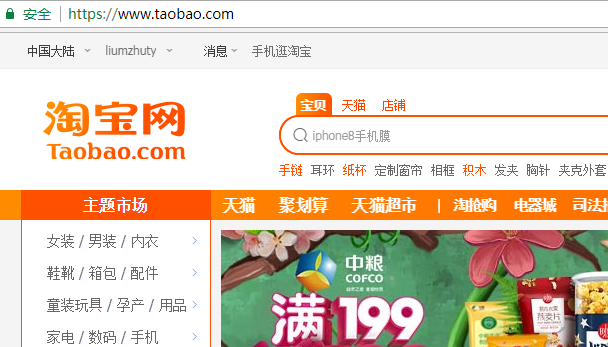 安全 https://www.taobao.com
中国大陆 liumzhuty 消息 手机逛淘宝
宝贝 天猫 店铺
淘宝网
Taobao.com
iphone8手机膜
手链 耳环 纸杯 定制窗帘 相框 积木 发夹 胸针 夹克外套
主题市场 天猫 聚划算 天猫超市 | 淘抢购 电器城 司法拍
女装 / 男装 / 内衣
鞋靴 / 箱包 / 配件
童装玩具 / 孕产 / 用品
家电 / 数码 / 手机
中粮
COFCO
满199